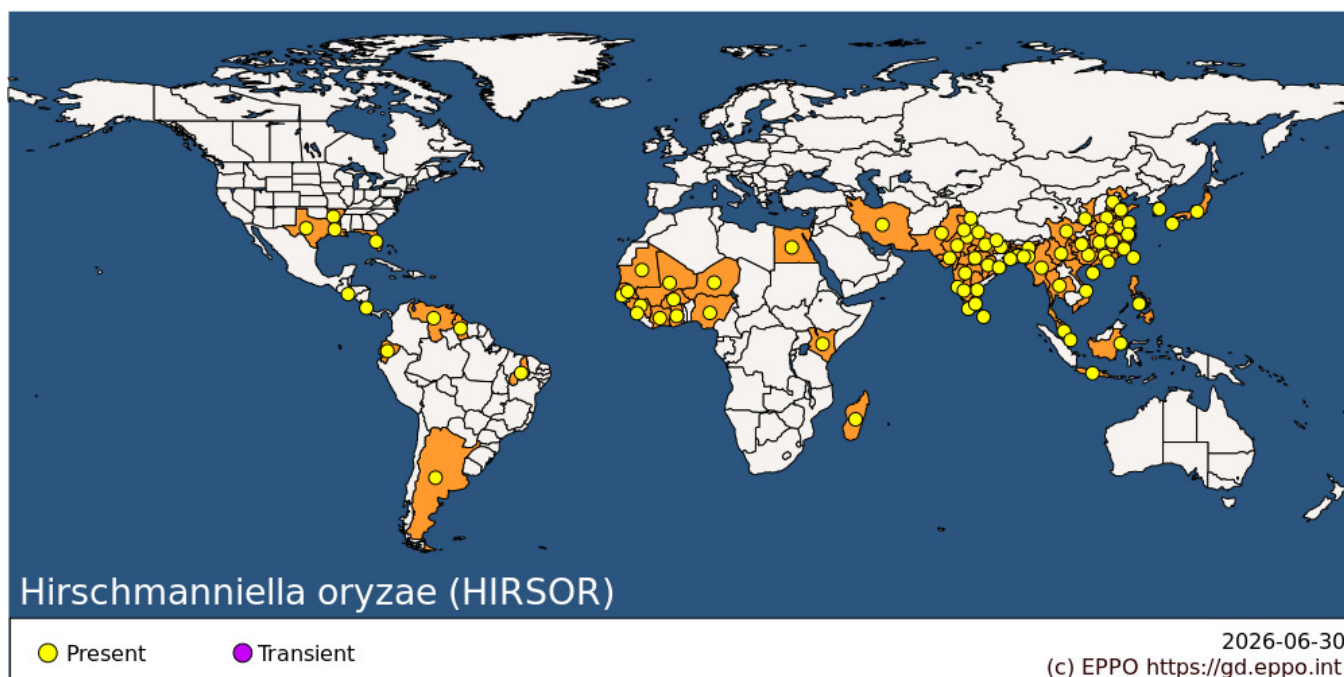 Hirschmanniella oryzae (HIRSOR)
Present
Transient
2026-06-30
(c) EPPO https://gd.eppo.int